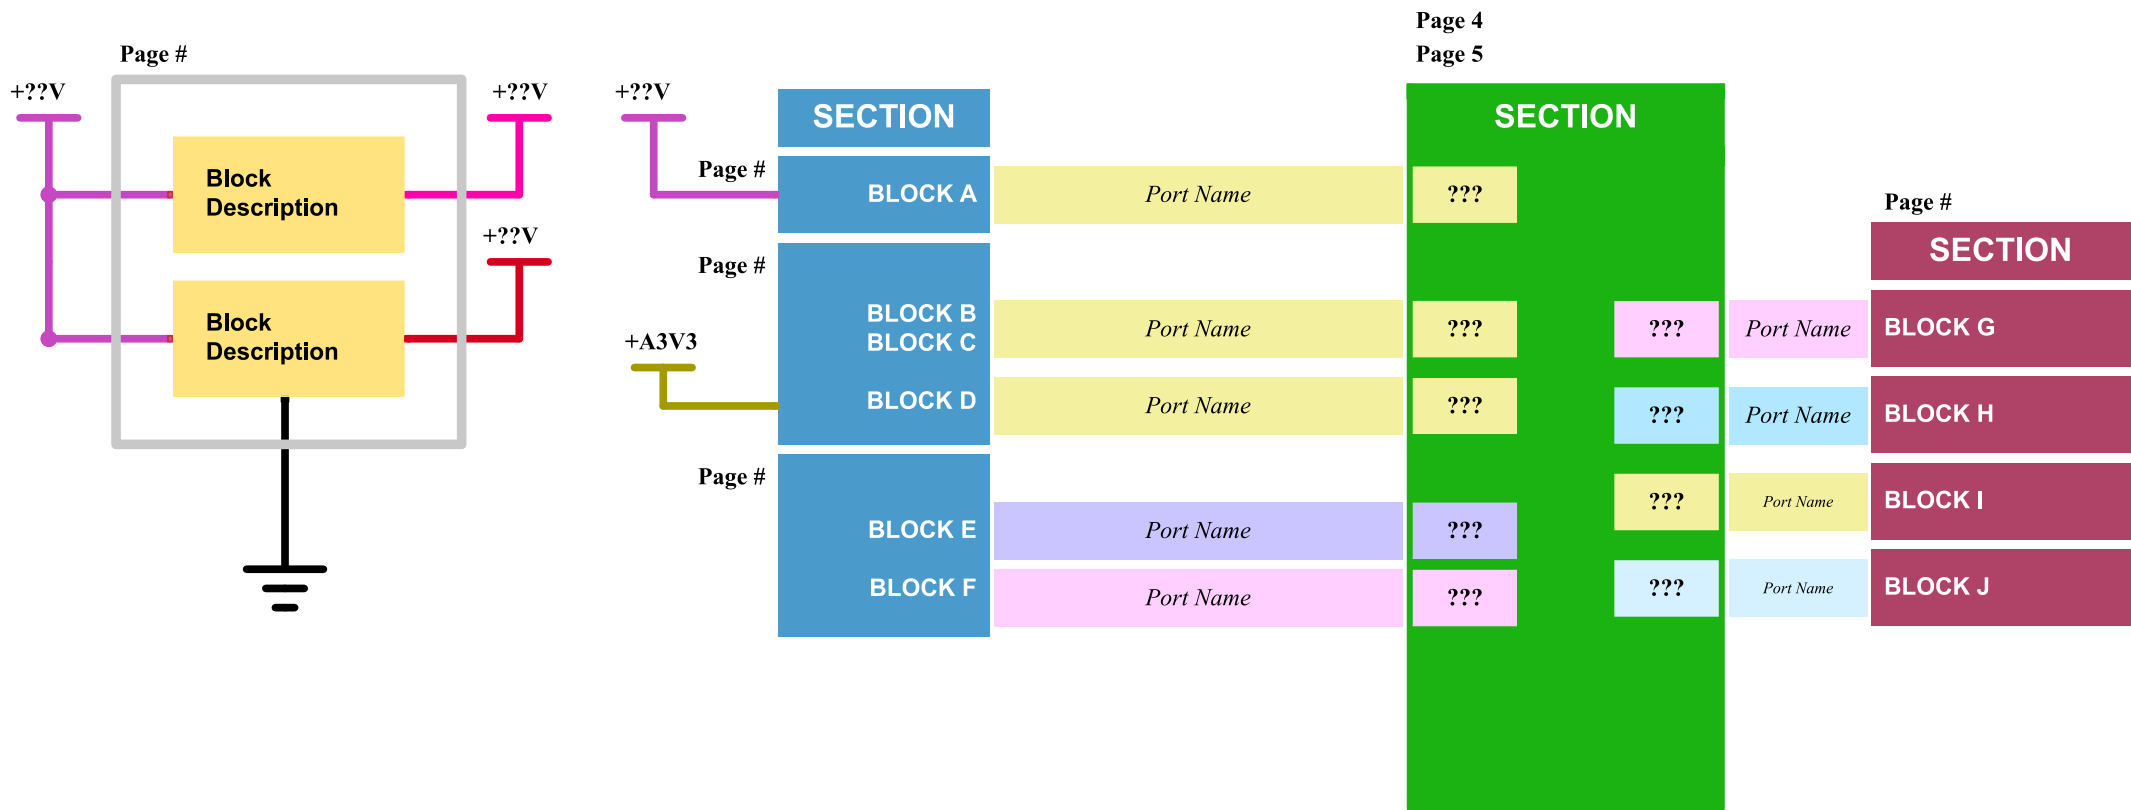 Page #
+??V
+??V
Block
Description
+??V
Block
Description
+??V
SECTION
Page #
BLOCK A
Port Name
???
Page #
BLOCK B
BLOCK C
Port Name
???
+A3V3
BLOCK D
Port Name
???
Page #
BLOCK E
Port Name
???
BLOCK F
Port Name
???
Page 4
Page 5
SECTION
Page #
SECTION
???
Port Name
BLOCK G
???
Port Name
BLOCK H
???
Port Name
BLOCK I
???
Port Name
BLOCK J